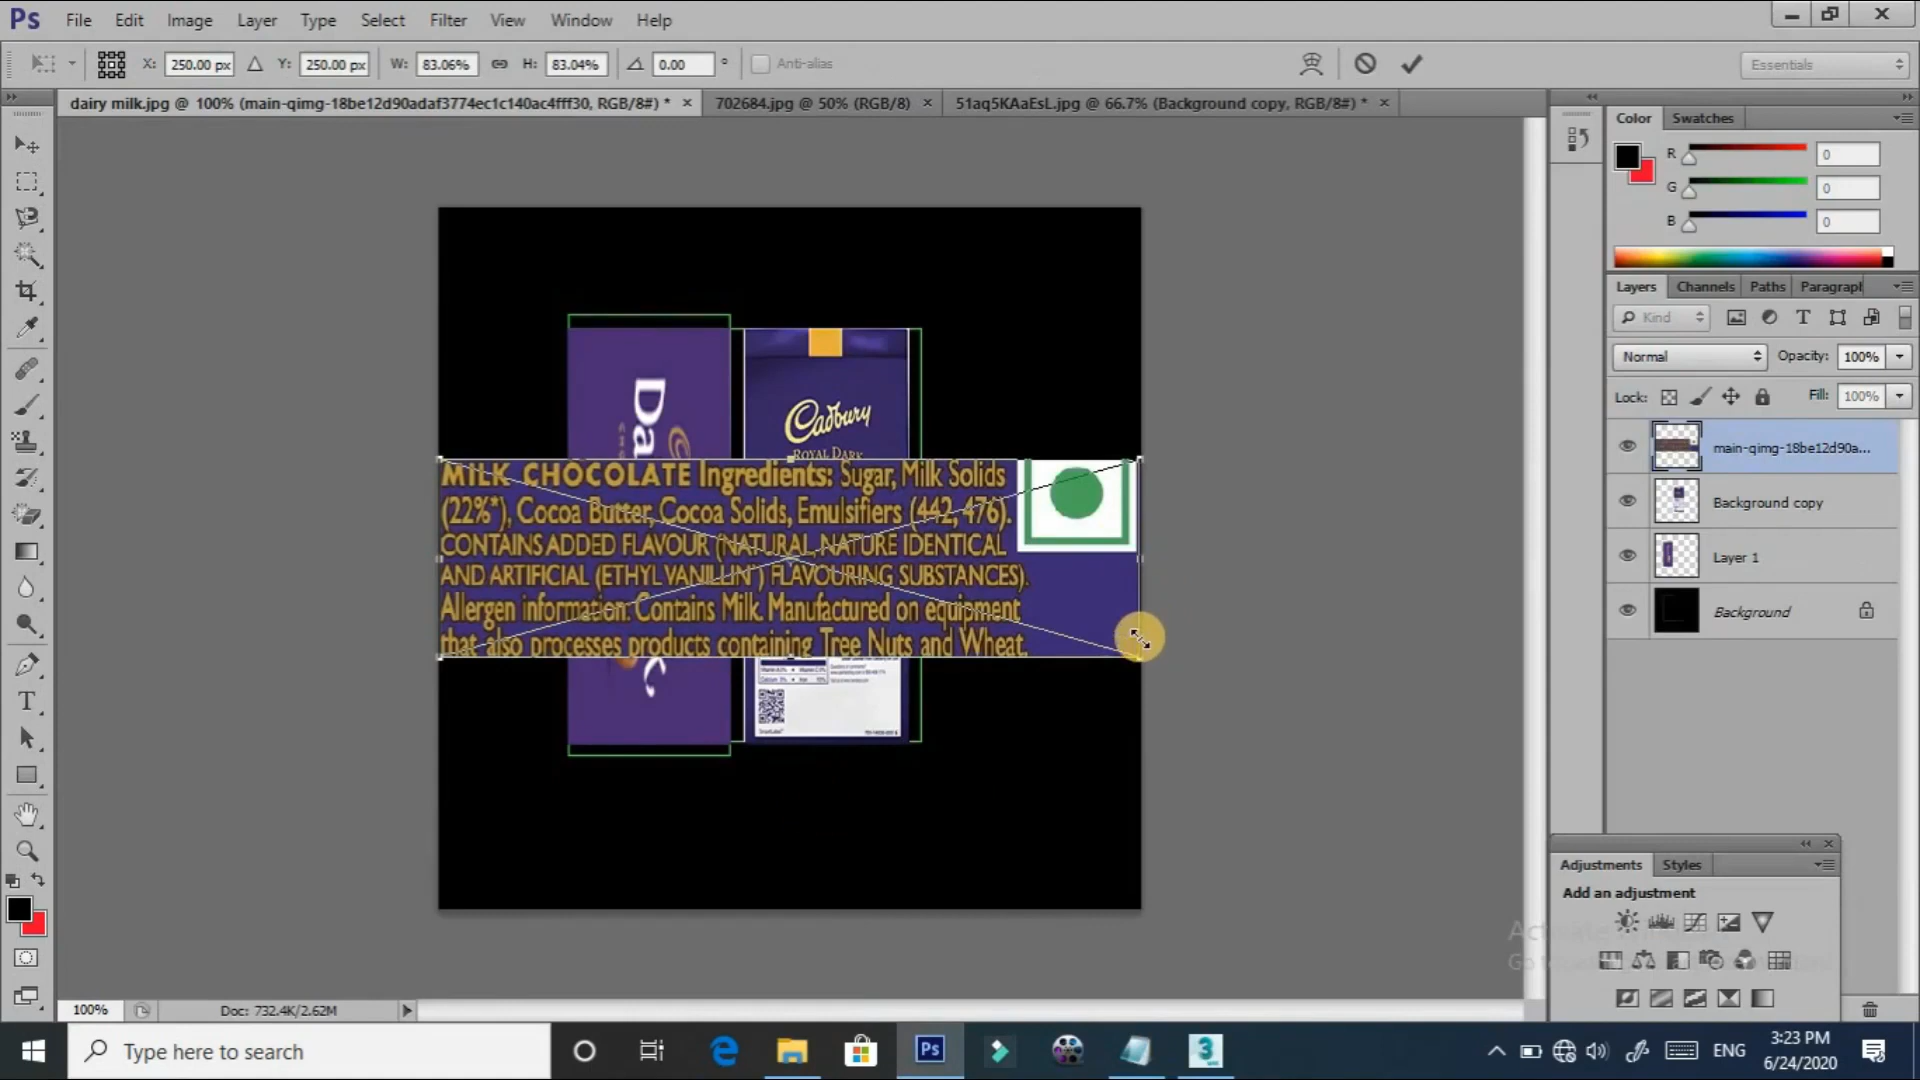 Ps File Edit Image Layer Type Select Filter View Window Help
X: 250.00 px Y: 250.00 px W: 83.06% H: 83.04% 0.00 ° Anti-alias Essentials
dairy milk.jpg @ 100% (main-qimg-18be12d90adaf3774ec1c140ac4fff30, RGB/8#) * × 702684.jpg @ 50% (RGB/8) × 51aq5KAaEsL.jpg @ 66.7% (Background copy, RGB/8#) * ×
Color Swatches
R 0
G 0
B 0
Layers Channels Paths Paragrapl
Kind
Normal Opacity: 100%
Lock: Fill: 100%
main-qimg-18be12d90a...
Background copy
Layer 1
Background
Da
Cadbury
ROYAL DARK
MILK CHOCOLATE Ingredients: Sugar, Milk Solids
(22%*), Cocoa Butter, Cocoa Solids, Emulsifiers (442, 476).
CONTAINS ADDED FLAVOUR (NATURAL, NATURE IDENTICAL
AND ARTIFICIAL (ETHYL VANILLIN*) FLAVOURING SUBSTANCES).
Allergen information: Contains Milk. Manufactured on equipment
that also processes products containing Tree Nuts and Wheat.
Adjustments Styles
Add an adjustment
100% Doc: 732.4K/2.62M
Type here to search
Ps
3
ENG
3:23 PM
6/24/2020